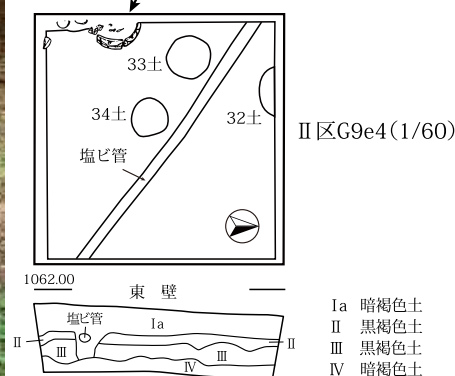 33土
34土
32土
塩ビ管
Ⅱ区G9e4(1/60)
1062.00
東 壁
塩ビ管
Ⅰa
Ⅱ
Ⅲ
Ⅲ
Ⅱ
Ⅳ
Ⅰa 暗褐色土
Ⅱ 黒褐色土
Ⅲ 黒褐色土
Ⅳ 暗褐色土